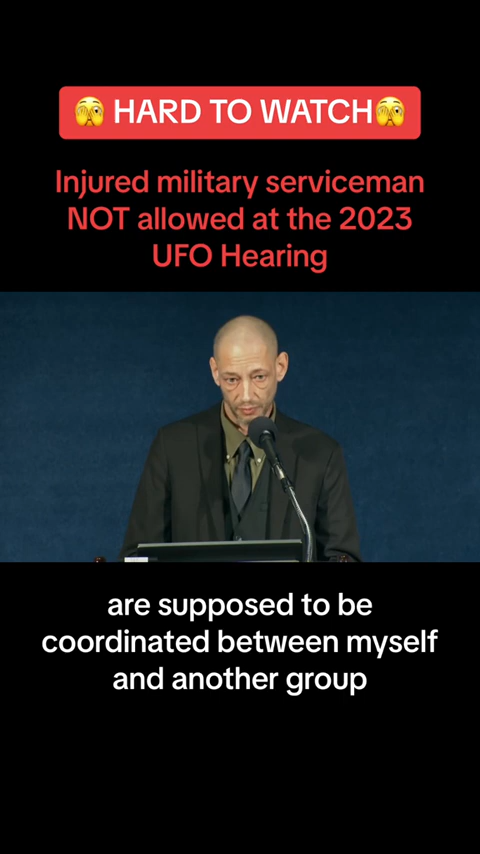 🫣 HARD TO WATCH🫣
Injured military serviceman
NOT allowed at the 2023
UFO Hearing
are supposed to be
coordinated between myself
and another group